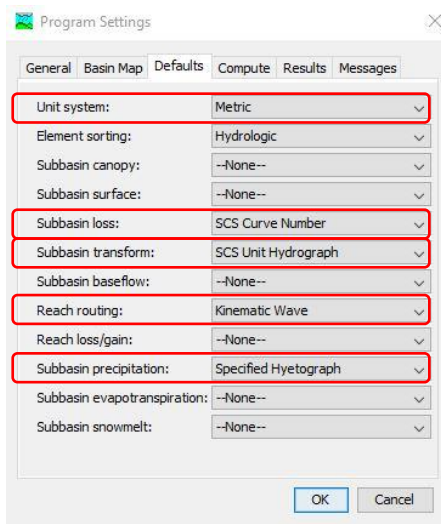 Program Settings
General Basin Map Defaults Compute Results Messages
Unit system: Metric
Element sorting: Hydrologic
Subbasin canopy: --None--
Subbasin surface: --None--
Subbasin loss: SCS Curve Number
Subbasin transform: SCS Unit Hydrograph
Subbasin baseflow: --None--
Reach routing: Kinematic Wave
Reach loss/gain: --None--
Subbasin precipitation: Specified Hyetograph
Subbasin evapotranspiration: --None--
Subbasin snowmelt: --None--
OK Cancel